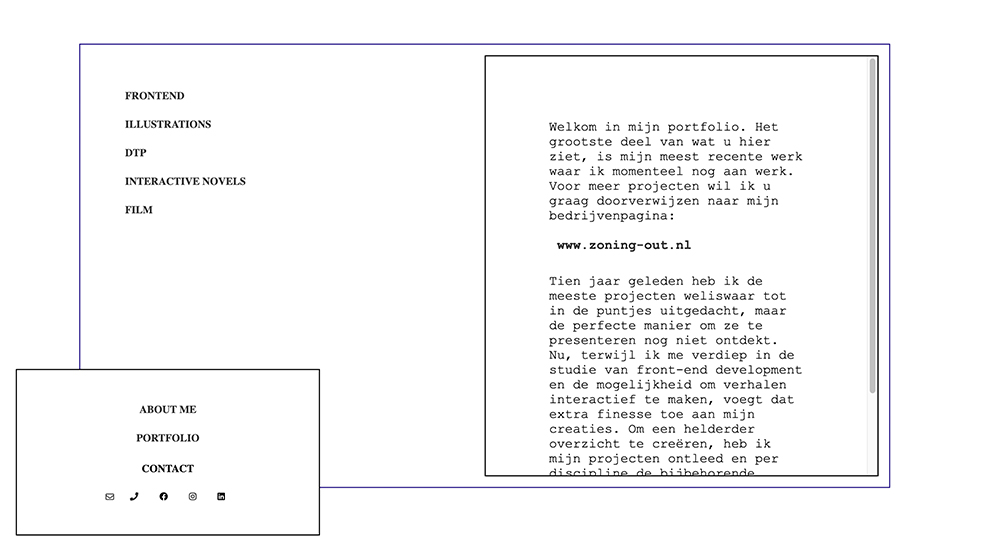 FRONTEND
ILLUSTRATIONS
DTP
INTERACTIVE NOVELS
FILM
Welkom in mijn portfolio. Het
grootste deel van wat u hier
ziet, is mijn meest recente werk
waar ik momenteel nog aan werk.
Voor meer projecten wil ik u
graag doorverwijzen naar mijn
bedrijvenpagina:
www.zoning-out.nl
Tien jaar geleden heb ik de
meeste projecten weliswaar tot
in de puntjes uitgedacht, maar
de perfecte manier om ze te
presenteren nog niet ontdekt.
Nu, terwijl ik me verdiep in de
studie van front-end development
en de mogelijkheid om verhalen
interactief te maken, voegt dat
extra finesse toe aan mijn
creaties. Om een helderder
overzicht te creëren, heb ik
mijn projecten ontleed en per
discipline de bijbehorende
ABOUT ME
PORTFOLIO
CONTACT